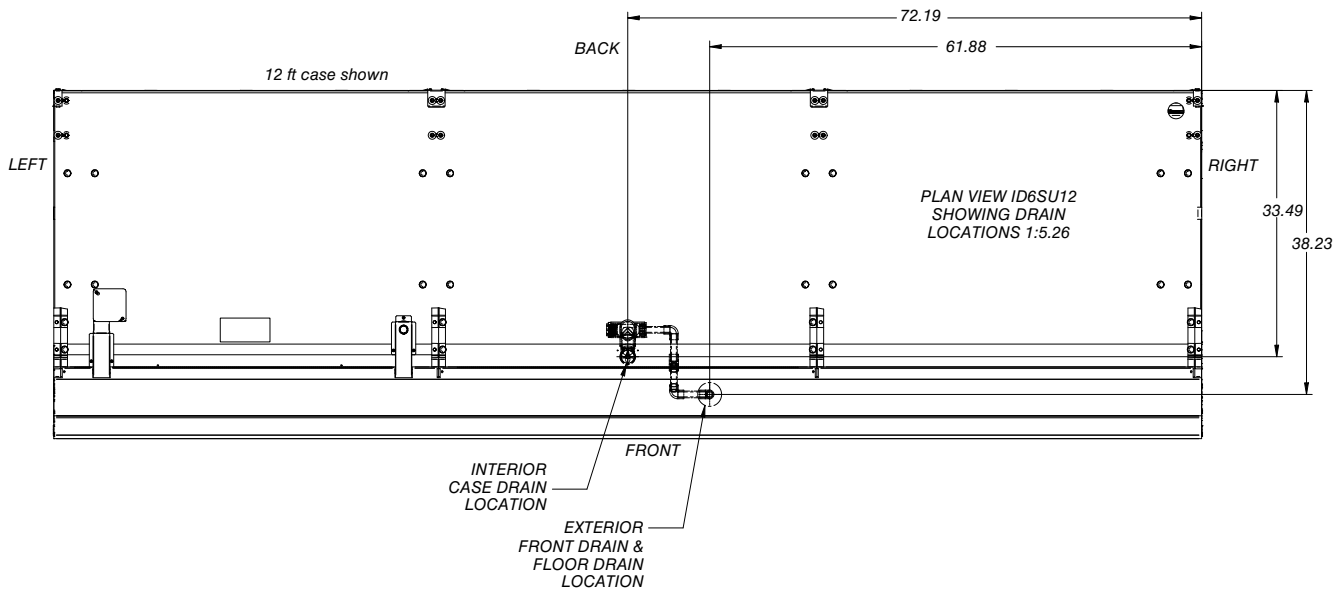 72.19
BACK
61.88
12 ft case shown
LEFT
RIGHT
PLAN VIEW ID6SU12
SHOWING DRAIN
LOCATIONS 1:5.26
33.49
38.23
FRONT
INTERIOR
CASE DRAIN
LOCATION
EXTERIOR
FRONT DRAIN &
FLOOR DRAIN
LOCATION